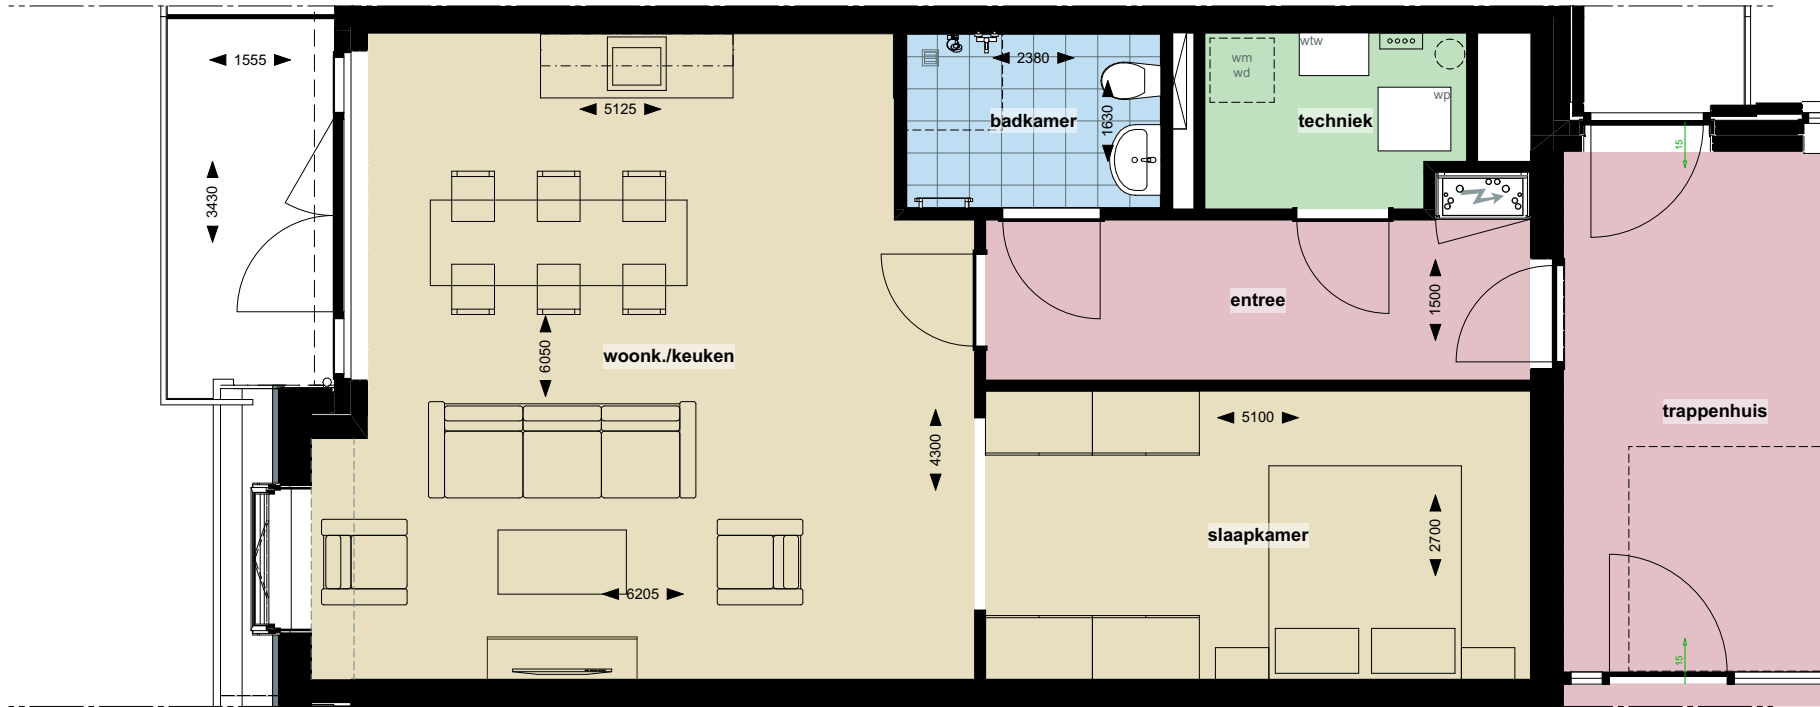 1555
3430
5125
2380
1630
badkamer
wm
wd
wtw
wp
techniek
15
6050
woonk./keuken
entree
1500
4300
5100
trappenhuis
slaapkamer
2700
6205
15